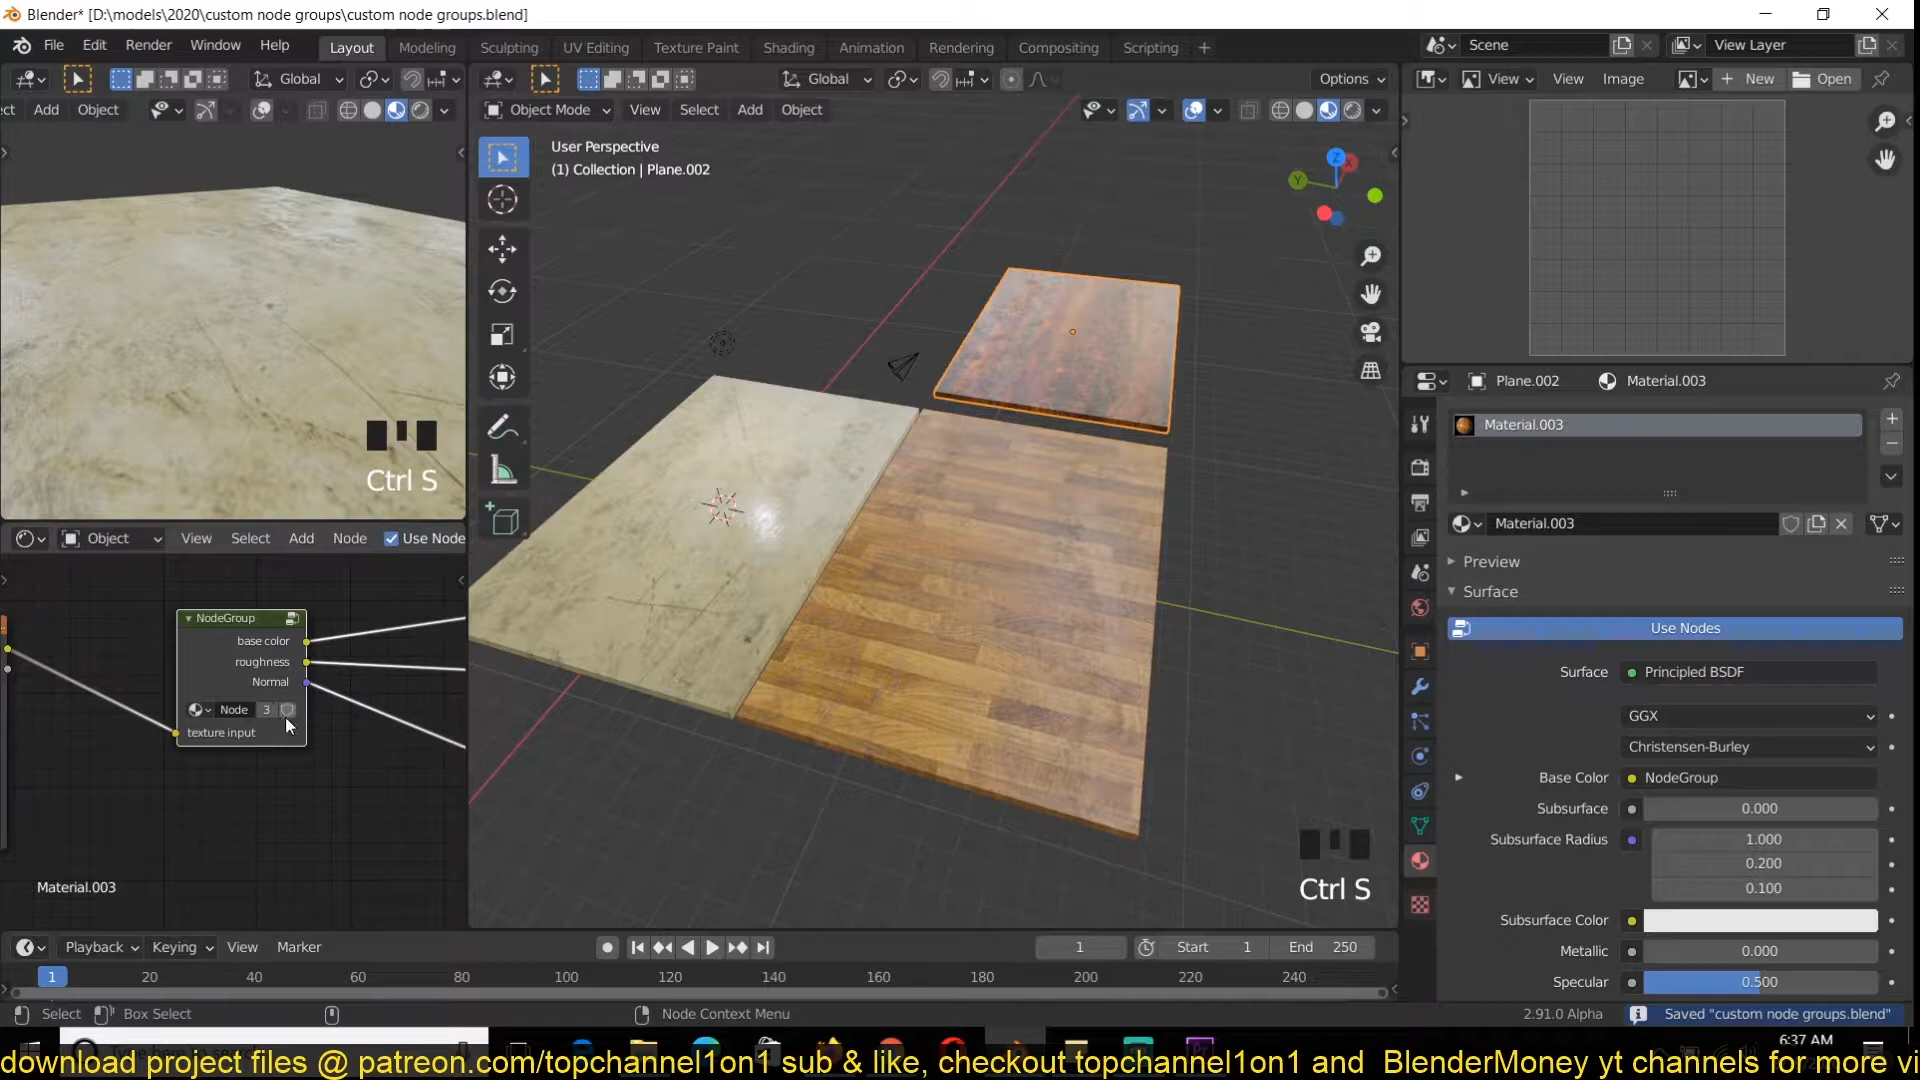 Blender* [D:\models\2020\custom node groups\custom node groups.blend]
File Edit Render Window Help
Layout Modeling Sculpting UV Editing Texture Paint Shading Animation Rendering Compositing Scripting
Scene
View Layer
Global
Global
Options
View View Image New Open
ect Add Object
Object Mode View Select Add Object
User Perspective
(1) Collection | Plane.002
Z
X
Y
Ctrl S
Plane.002 Material.003
Material.003
Material.003
Preview
Surface
Use Nodes
Surface Principled BSDF
GGX
Christensen-Burley
Base Color NodeGroup
Subsurface 0.000
Subsurface Radius 1.000
0.200
0.100
Subsurface Color
Metallic 0.000
Specular 0.500
Object View Select Add Node Use Node
NodeGroup
base color
roughness
Normal
Node 3
texture input
Material.003
Ctrl S
Playback Keying View Marker
1 Start 1 End 250
1 20 40 60 80 100 120 140 160 180 200 220 240
Select Box Select Node Context Menu 2.91.0 Alpha Saved "custom node groups.blend"
6:37 AM
download project files @ patreon.com/topchannel1on1 sub & like, checkout topchannel1on1 and BlenderMoney yt channels for more vi